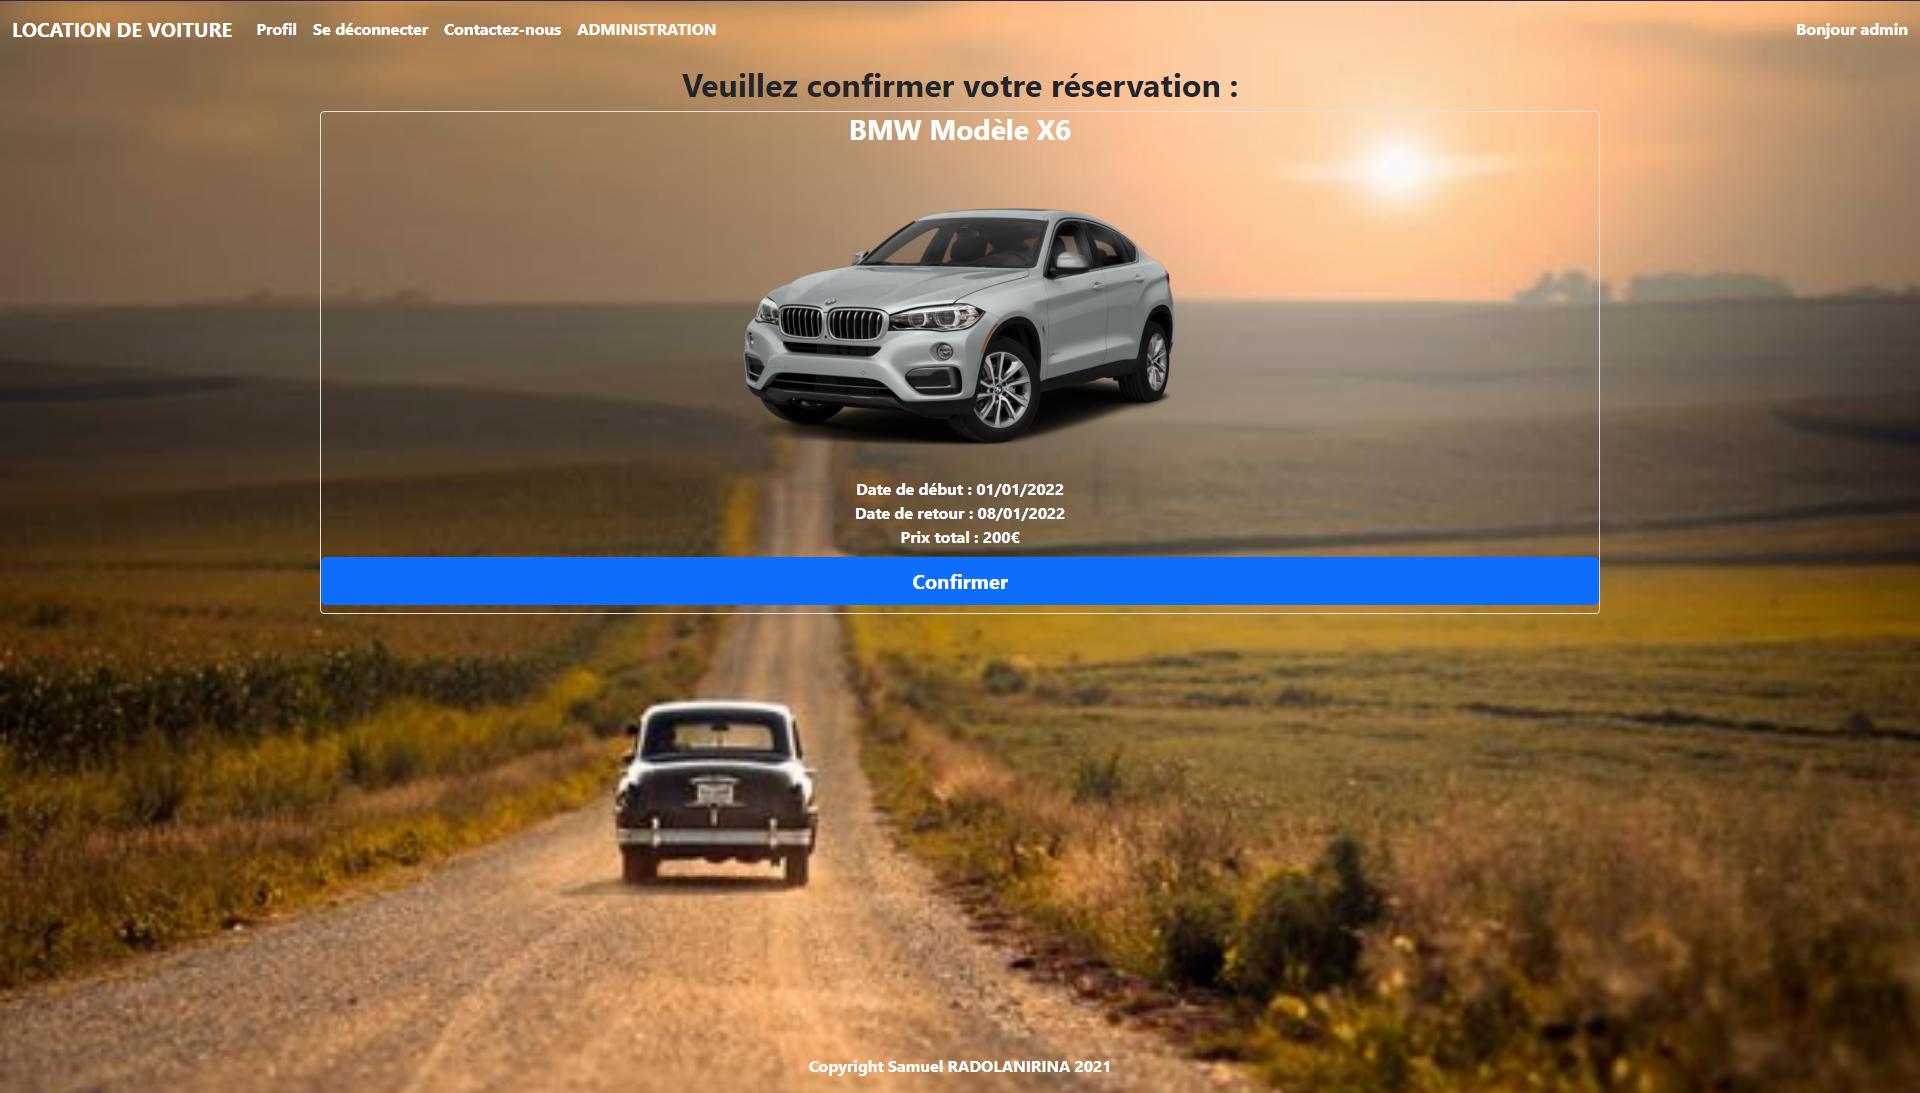 LOCATION DE VOITURE Profil Se déconnecter Contactez-nous ADMINISTRATION Bonjour admin
Veuillez confirmer votre réservation :
BMW Modèle X6
Date de début : 01/01/2022
Date de retour : 08/01/2022
Prix total : 200€
Confirmer
Copyright Samuel RADOLANIRINA 2021